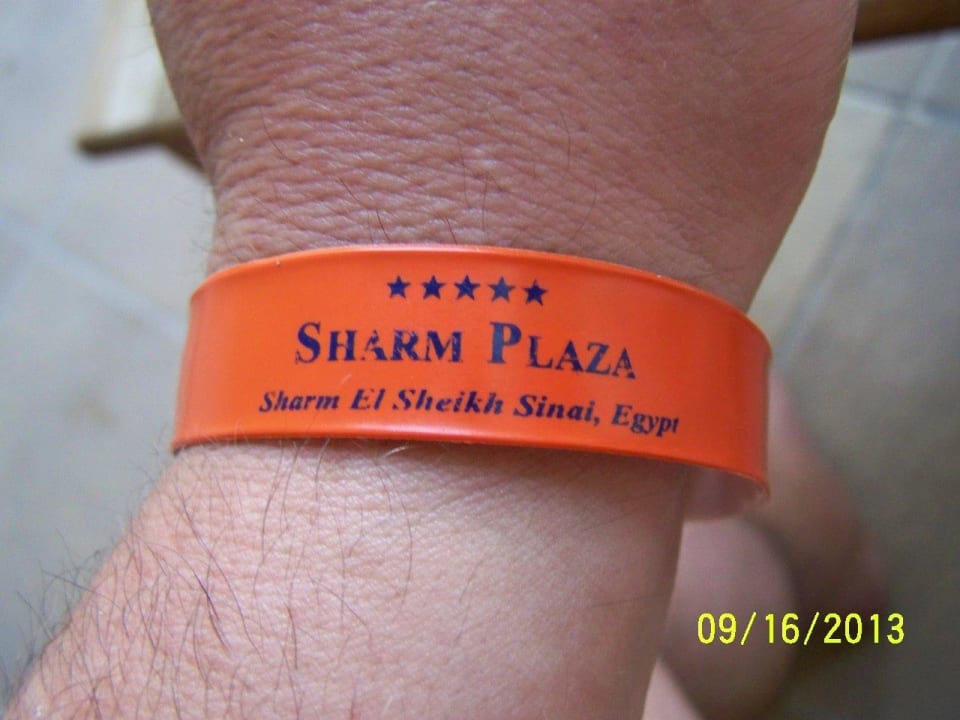 ★★★★★
SHARM PLAZA
Sharm El Sheikh Sinai, Egypt
09/16/2013